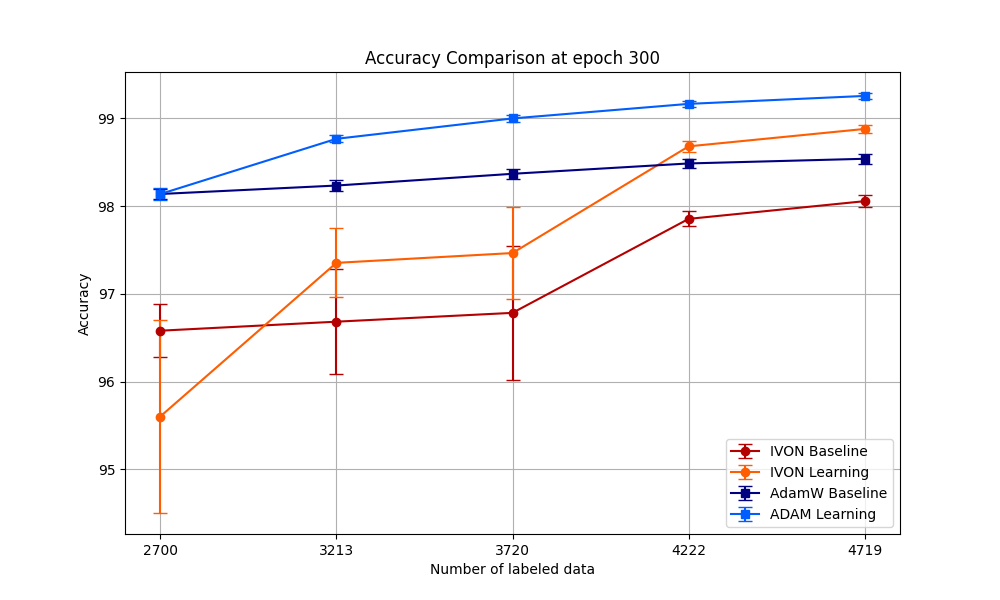 Accuracy Comparison at epoch 300
Accuracy
99
98
97
96
95
2700 3213 3720 4222 4719
Number of labeled data
IVON Baseline
IVON Learning
AdamW Baseline
ADAM Learning